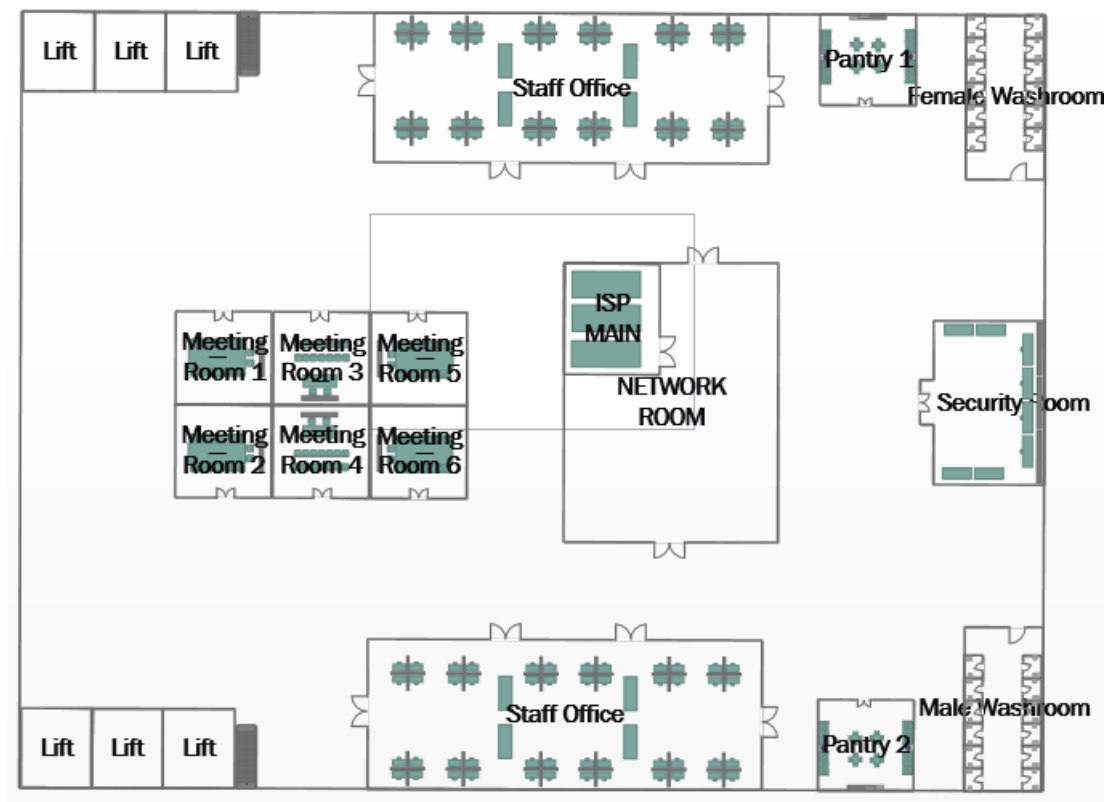 Lift
Lift
Lift
Staff Office
Pantry 1
Female Washroom
ISP
MAIN
NETWORK
ROOM
Meeting
Room 1
Meeting
Room 3
Meeting
Room 5
Meeting
Room 2
Meeting
Room 4
Meeting
Room 6
Security Room
Lift
Lift
Lift
Staff Office
Pantry 2
Male Washroom